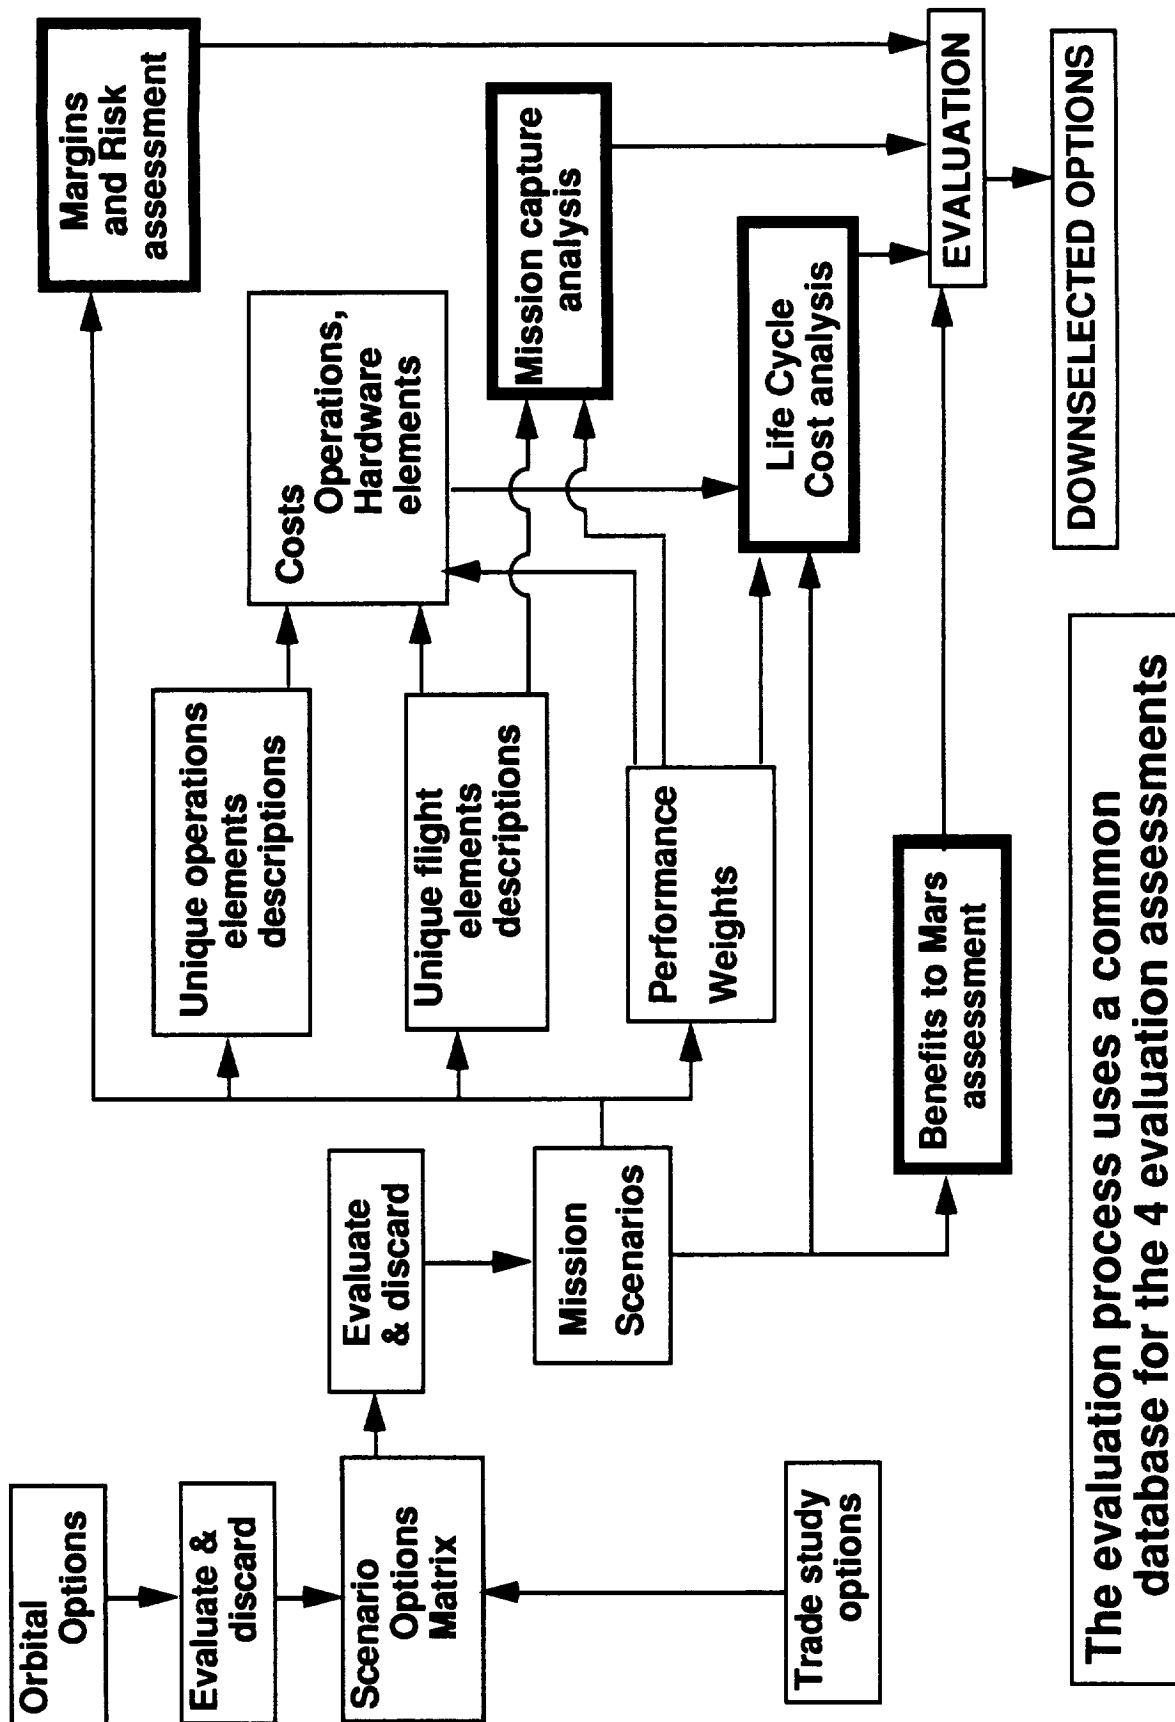 Orbital
Options
Evaluate &
discard
Scenario
Options
Matrix
Trade study
options
Evaluate
& discard
Mission
Scenarios
Unique operations
elements
descriptions
Unique flight
elements
descriptions
Performance
Weights
Benefits to Mars
assessment
Costs
Operations,
Hardware
elements
Margins
and Risk
assessment
Mission capture
analysis
Life Cycle
Cost analysis
EVALUATION
DOWNSELECTED OPTIONS
The evaluation process uses a common
database for the 4 evaluation assessments